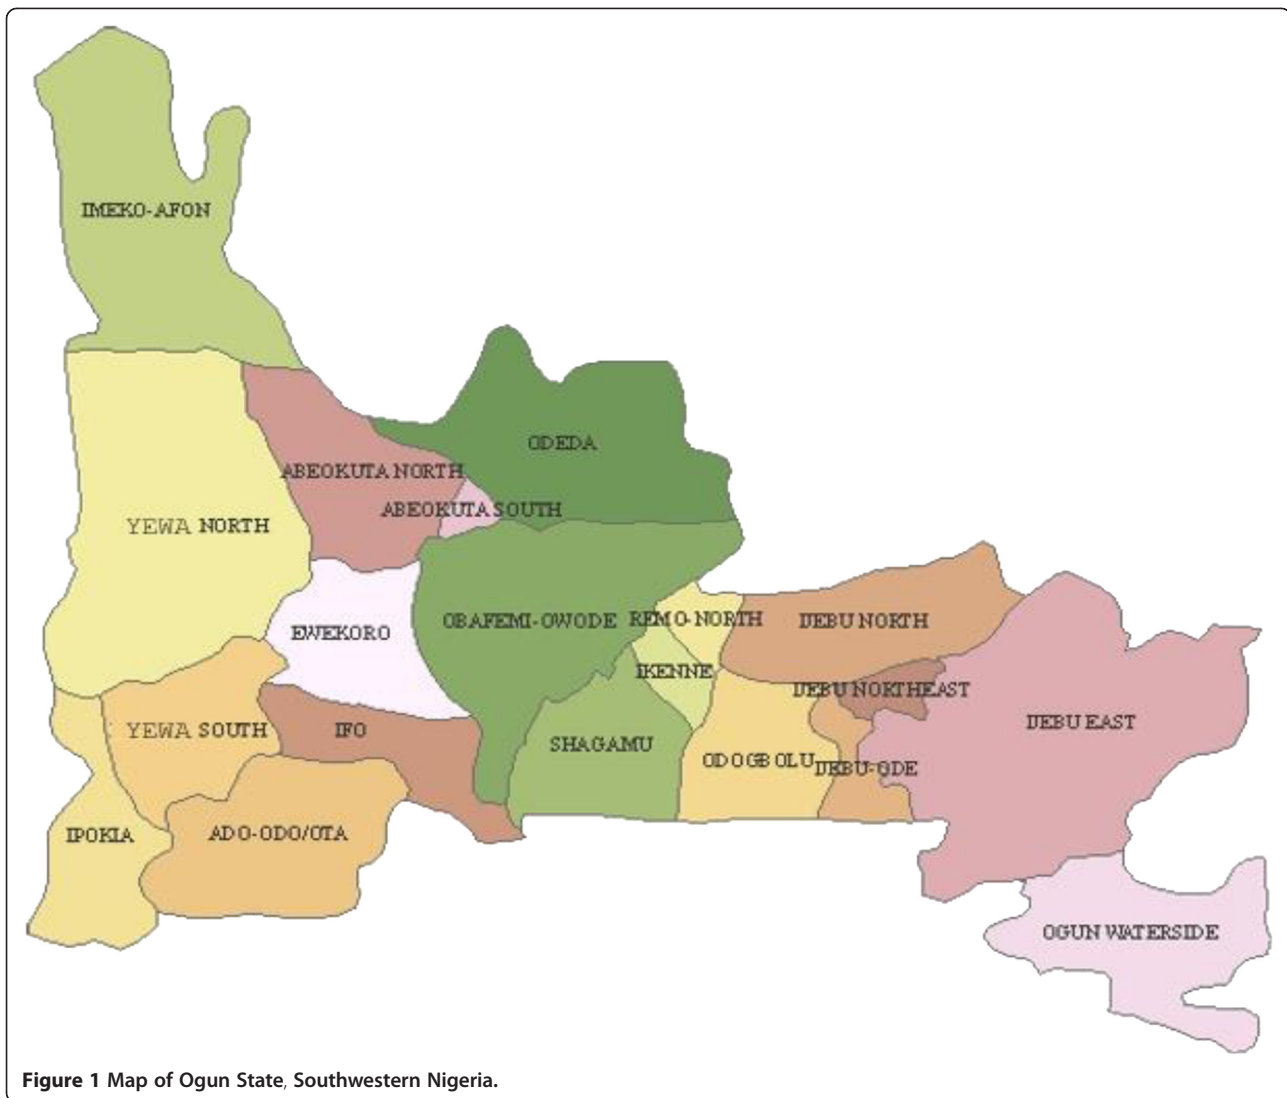 IMEKO-AFON
ODEDA
ABEOKUTA NORTH
ABEOKUTA SOUTH
YEWA NORTH
OBAFEMI-OWODE
REMO-NORTH
IJEBU NORTH
EWEKORO
IKENNE
IJEBU NORTHEAST
IJEBU EAST
YEWA SOUTH
IFO
SHAGAMU
ODOGBOLU
IJEBU-ODE
IPOKIA
ADO-ODO/OTA
OGUN WATERSIDE
Figure 1 Map of Ogun State, Southwestern Nigeria.